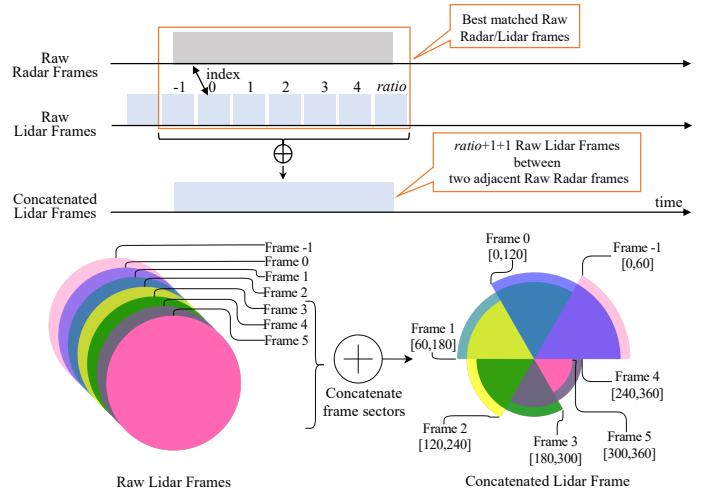 Best matched Raw
Radar/Lidar frames
Raw
Radar Frames
index
-1 0 1 2 3 4 ratio
Raw
Lidar Frames
ratio+1+1 Raw Lidar Frames
between
two adjacent Raw Radar frames
Concatenated
Lidar Frames
time
Frame -1
Frame 0
Frame 1
Frame 2
Frame 3
Frame 4
Frame 5
Concatenate
frame sectors
Raw Lidar Frames
Frame 0
[0,120]
Frame -1
[0,60]
Frame 1
[60,180]
Frame 4
[240,360]
Frame 2
[120,240]
Frame 3
[180,300]
Frame 5
[300,360]
Concatenated Lidar Frame